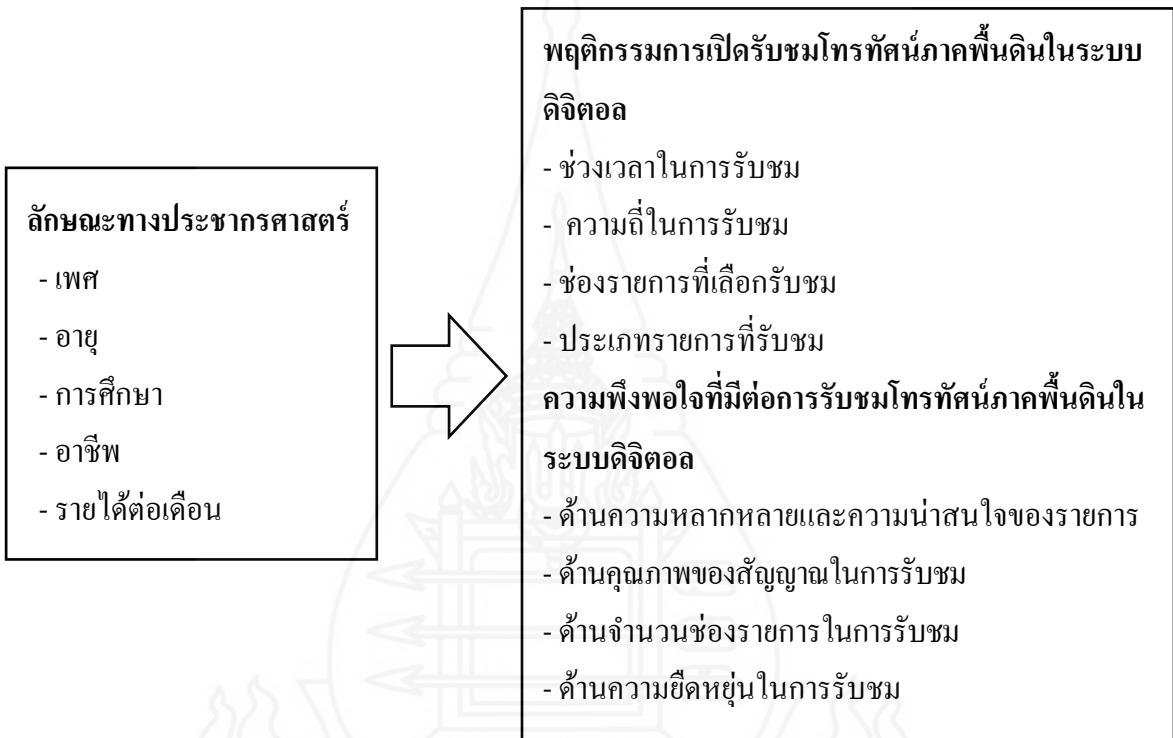 ลักษณะทางประชากรศาสตร์
- เพศ
- อายุ
- การศึกษา
- อาชีพ
- รายได้ต่อเดือน
พฤติกรรมการเปิดรับชมโทรทัศน์ภาคพื้นดินในระบบ
ดิจิตอล
- ช่วงเวลาในการรับชม
- ความถี่ในการรับชม
- ช่องรายการที่เลือกรับชม
- ประเภทรายการที่รับชม
ความพึงพอใจที่มีต่อการรับชมโทรทัศน์ภาคพื้นดินใน
ระบบดิจิตอล
- ด้านความหลากหลายและความน่าสนใจของรายการ
- ด้านคุณภาพของสัญญาณในการรับชม
- ด้านจำนวนช่องรายการในการรับชม
- ด้านความยืดหยุ่นในการรับชม